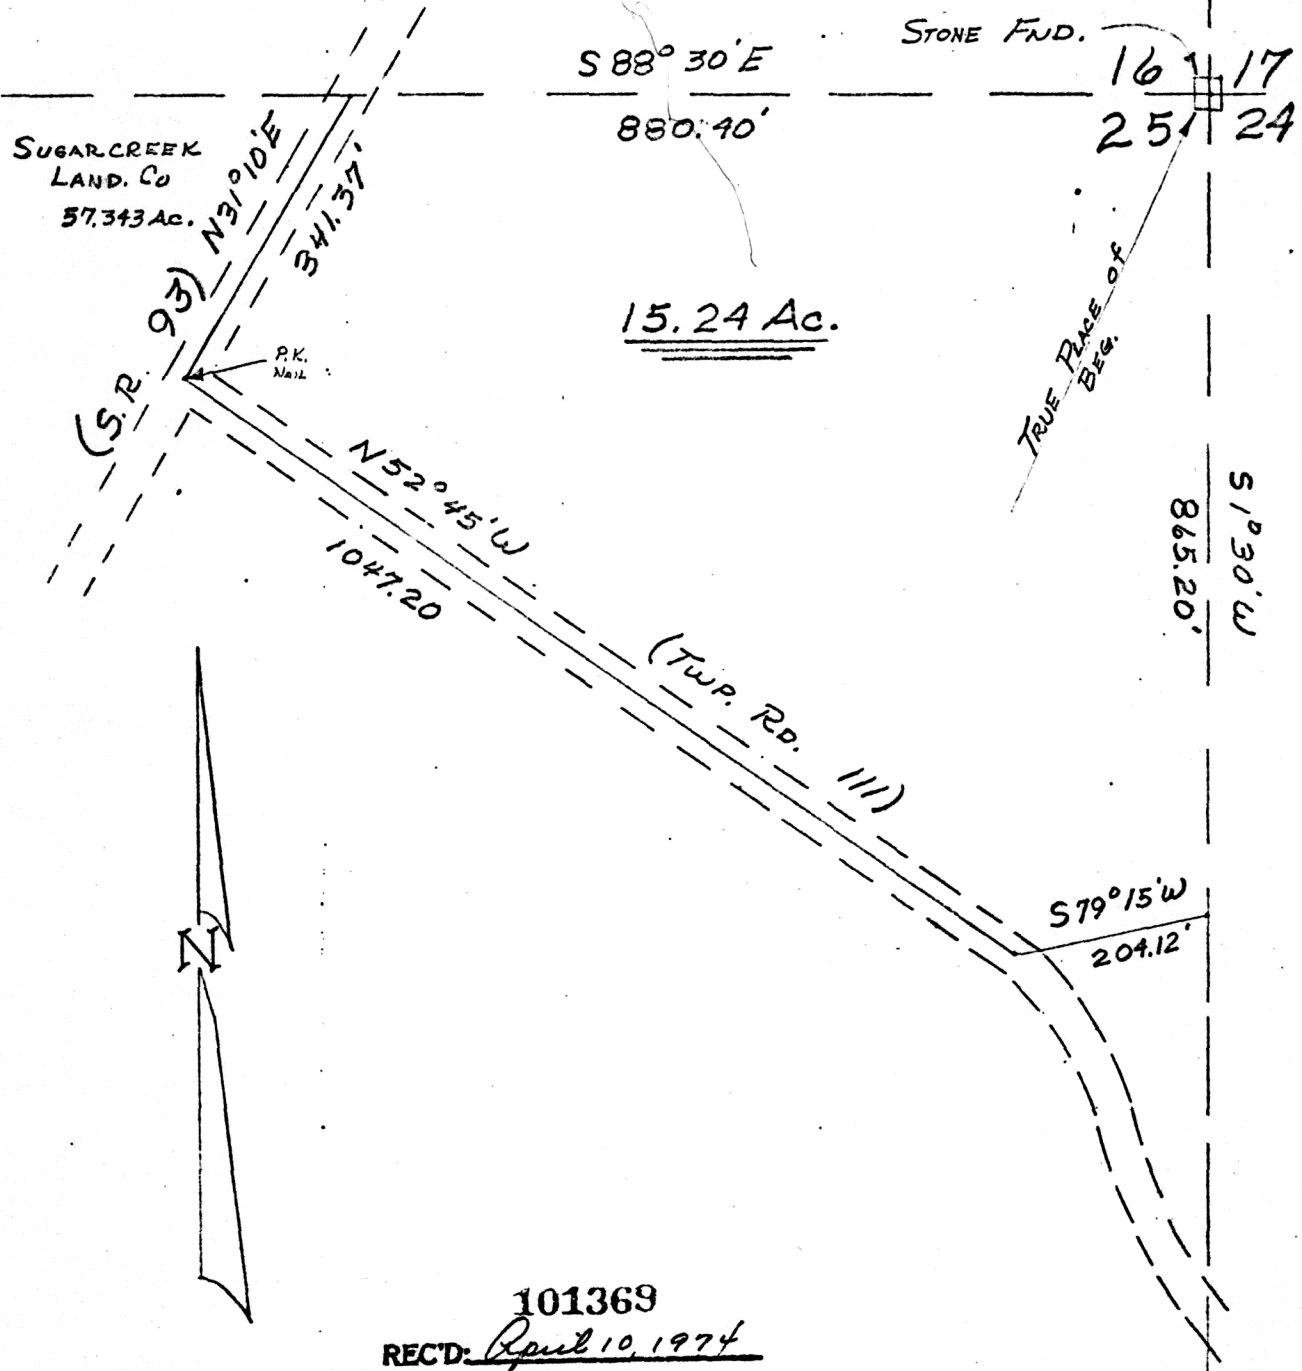 STONE FND.
S 88° 30' E
880.40'
16 17
25 24
SUGARCREEK
LAND. CO
57.343 Ac.
N31°10'E
341.37'
(S.R. 93)
P.K.
NAIL
15.24 Ac.
TRUE PLACE of
BEG.
N52°45'W
1047.20
S 1° 30' W
865.20'
(TWP. RD. 111)
S 79° 15' W
204.12'
N
101369
REC'D: April 10, 1974